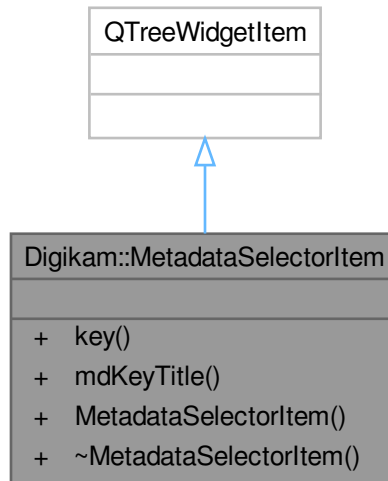 QTreeWidgetItem
Digikam::MetadataSelectorItem
+ key()
+ mdKeyTitle()
+ MetadataSelectorItem()
+ ~MetadataSelectorItem()